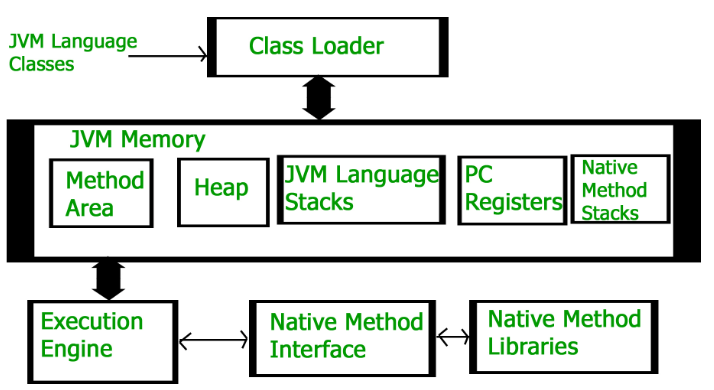 JVM Language
Classes
Class Loader
JVM Memory
Method
Area
Heap
JVM Language
Stacks
PC
Registers
Native
Method
Stacks
Execution
Engine
Native Method
Interface
Native Method
Libraries